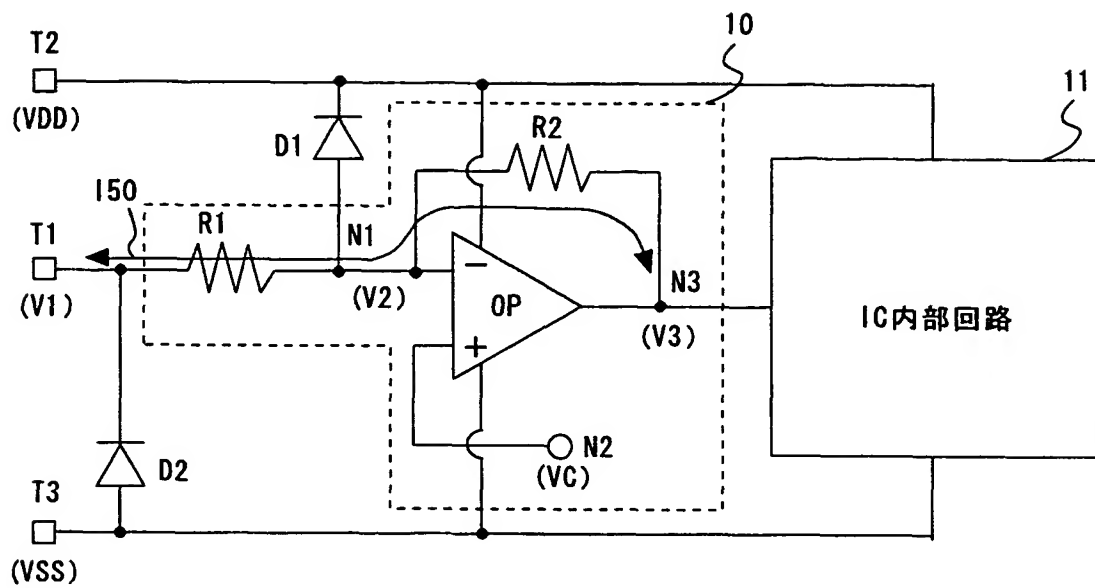 10
T2
(VDD)
D1
R2
11
I50
T1
(V1)
R1
N1
(V2)
−
+
OP
N3
(V3)
IC内部回路
N2
(VC)
D2
T3
(VSS)